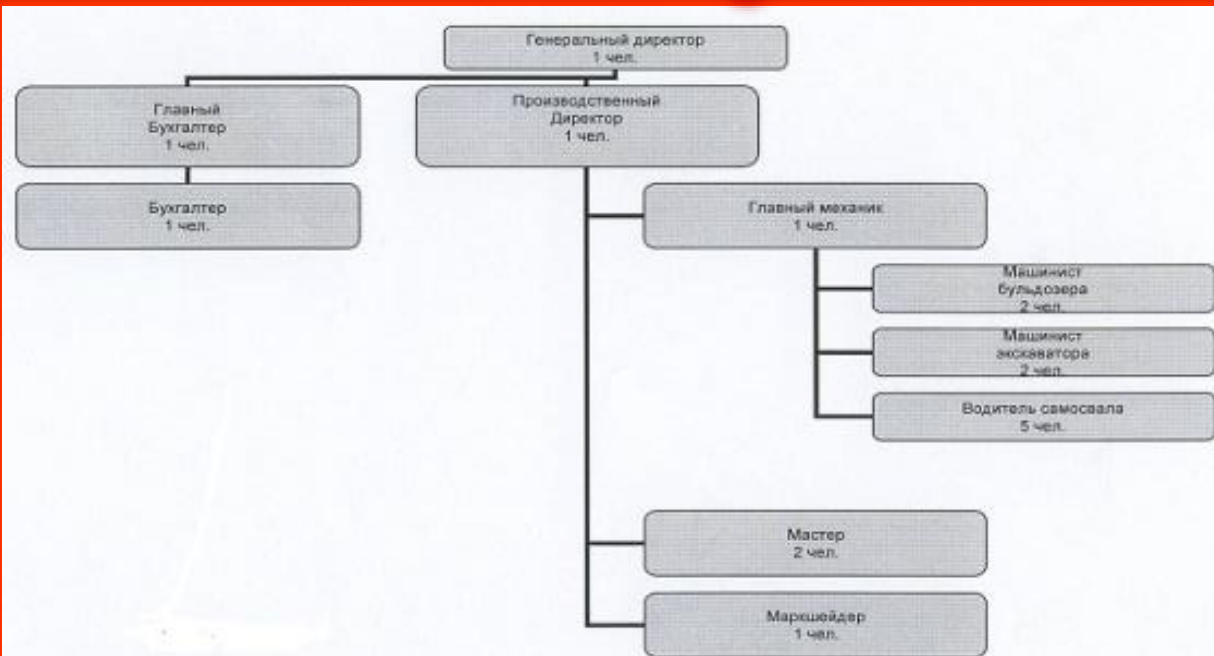 Генеральный директор
1 чел.
Главный
Бухгалтер
1 чел.
Производственный
Директор
1 чел.
Бухгалтер
1 чел.
Главный механик
1 чел.
Машинист
бульдозера
2 чел.
Машинист
экскаватора
2 чел.
Водитель самосвала
5 чел.
Мастер
2 чел.
Маркшейдер
1 чел.